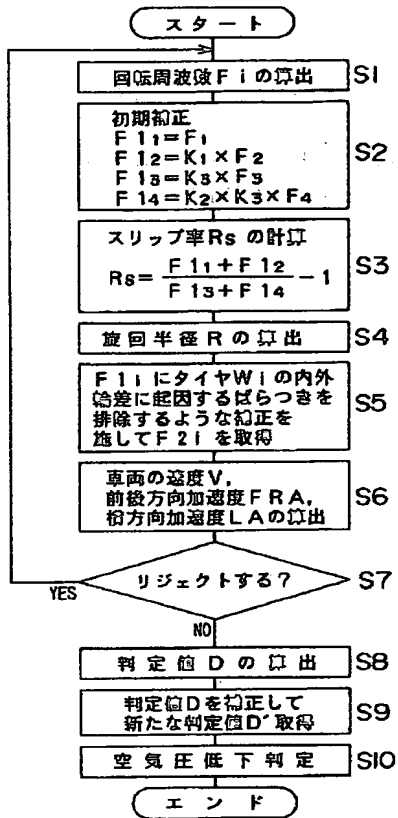 スタート
回転周波数Fiの算出 S1
初期補正
F1₁=F₁
F1₂=K₁×F₂
F1₃=K₃×F₃
F1₄=K₂×K₃×F₄
S2
スリップ率Rsの計算
Rs=(F1₁+F1₂)/(F1₃+F1₄)-1
S3
旋回半径Rの算出 S4
F1iにタイヤWiの内外
輪差に起因するばらつきを
排除するような補正を
施してF2iを取得
S5
車両の速度V,
前後方向加速度FRA,
横方向加速度LAの算出
S6
リジェクトする? S7
YES
NO
判定値Dの算出 S8
判定値Dを補正して
新たな判定値D'取得
S9
空気圧低下判定 S10
エンド